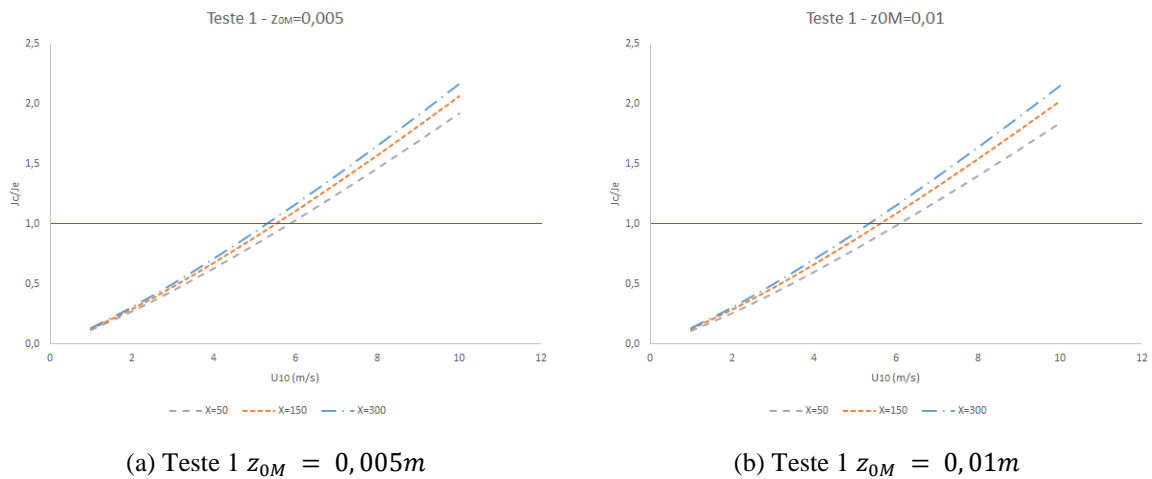 Teste 1 - z₀ₘ=0,005
2,5
2,0
1,5
1,0
0,5
0,0
Jc/Je
0 2 4 6 8 10 12
U10 (m/s)
X=50 X=150 X=300
(a) Teste 1 z₀M = 0,005m
Teste 1 - z0M=0,01
2,5
2,0
1,5
1,0
0,5
0,0
Jc/Je
0 2 4 6 8 10 12
U10 (m/s)
X=50 X=150 X=300
(b) Teste 1 z₀M = 0,01m